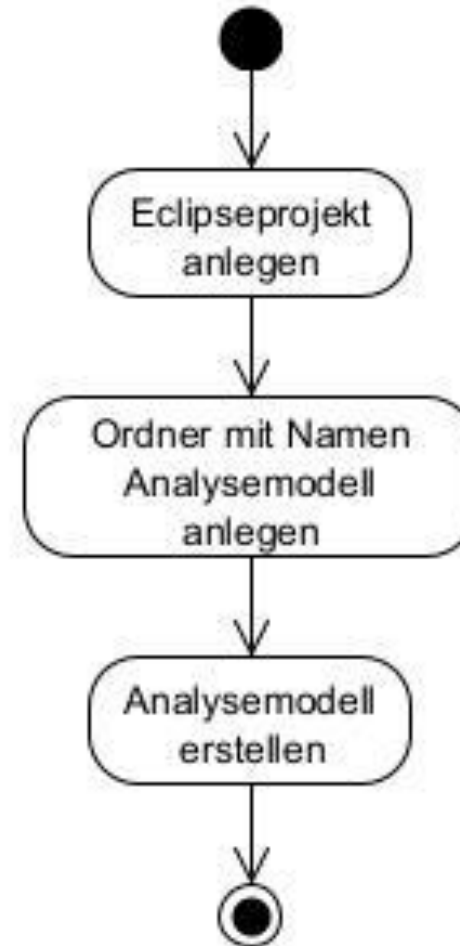 Eclipseprojekt
anlegen
Ordner mit Namen
Analysemodell
anlegen
Analysemodell
erstellen